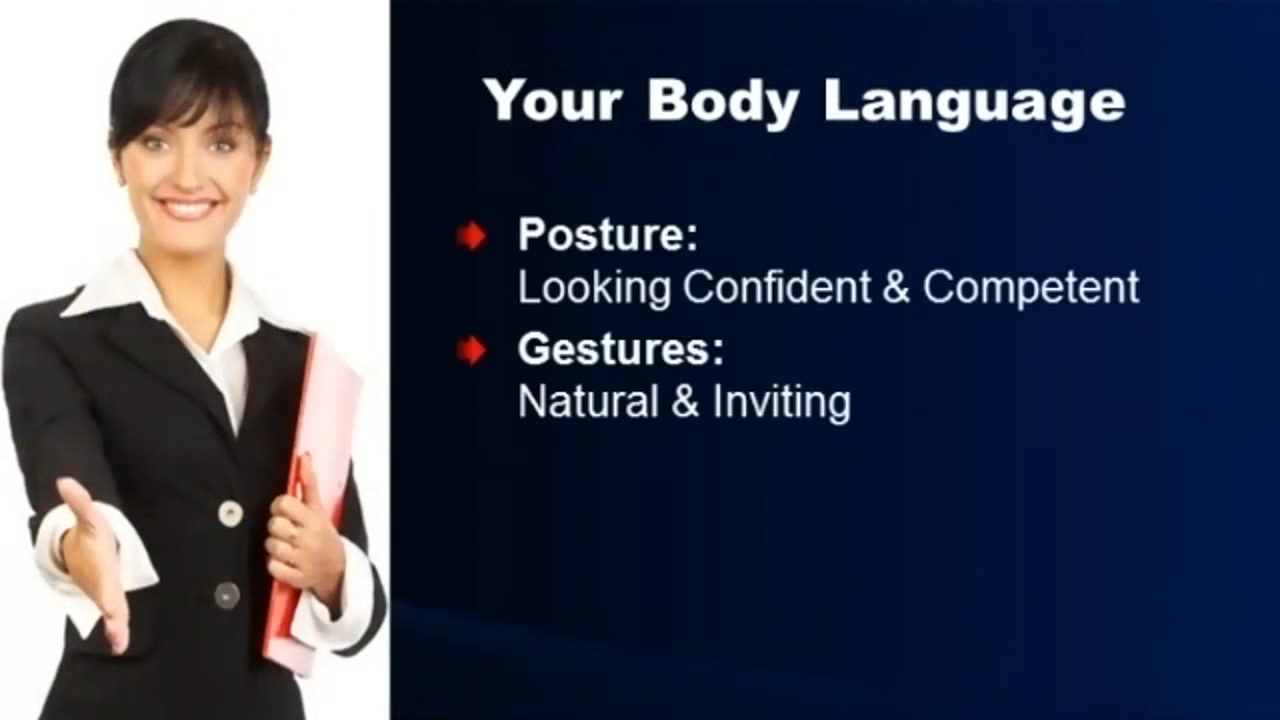 Your Body Language
Posture:
Looking Confident & Competent
Gestures:
Natural & Inviting